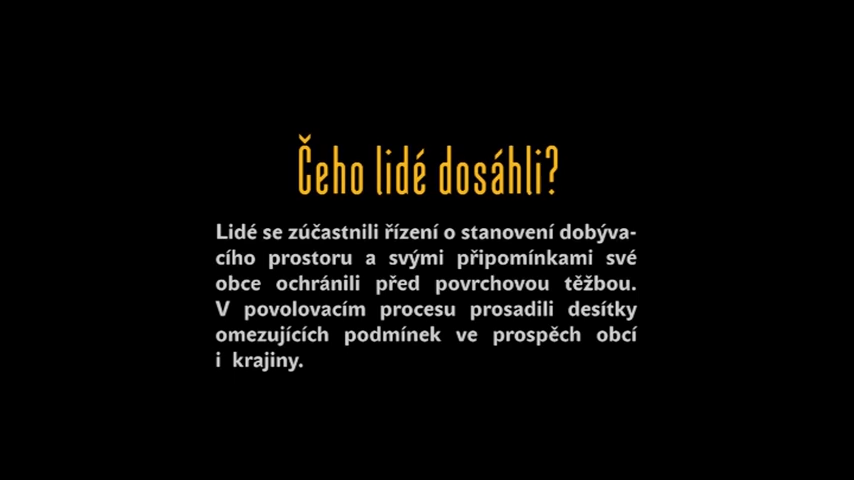 Čeho lidé dosáhli?
Lidé se zúčastnili řízení o stanovení dobýva-
cího prostoru a svými připomínkami své
obce ochránili před povrchovou těžbou.
V povolovacím procesu prosadili desítky
omezujících podmínek ve prospěch obcí
i krajiny.